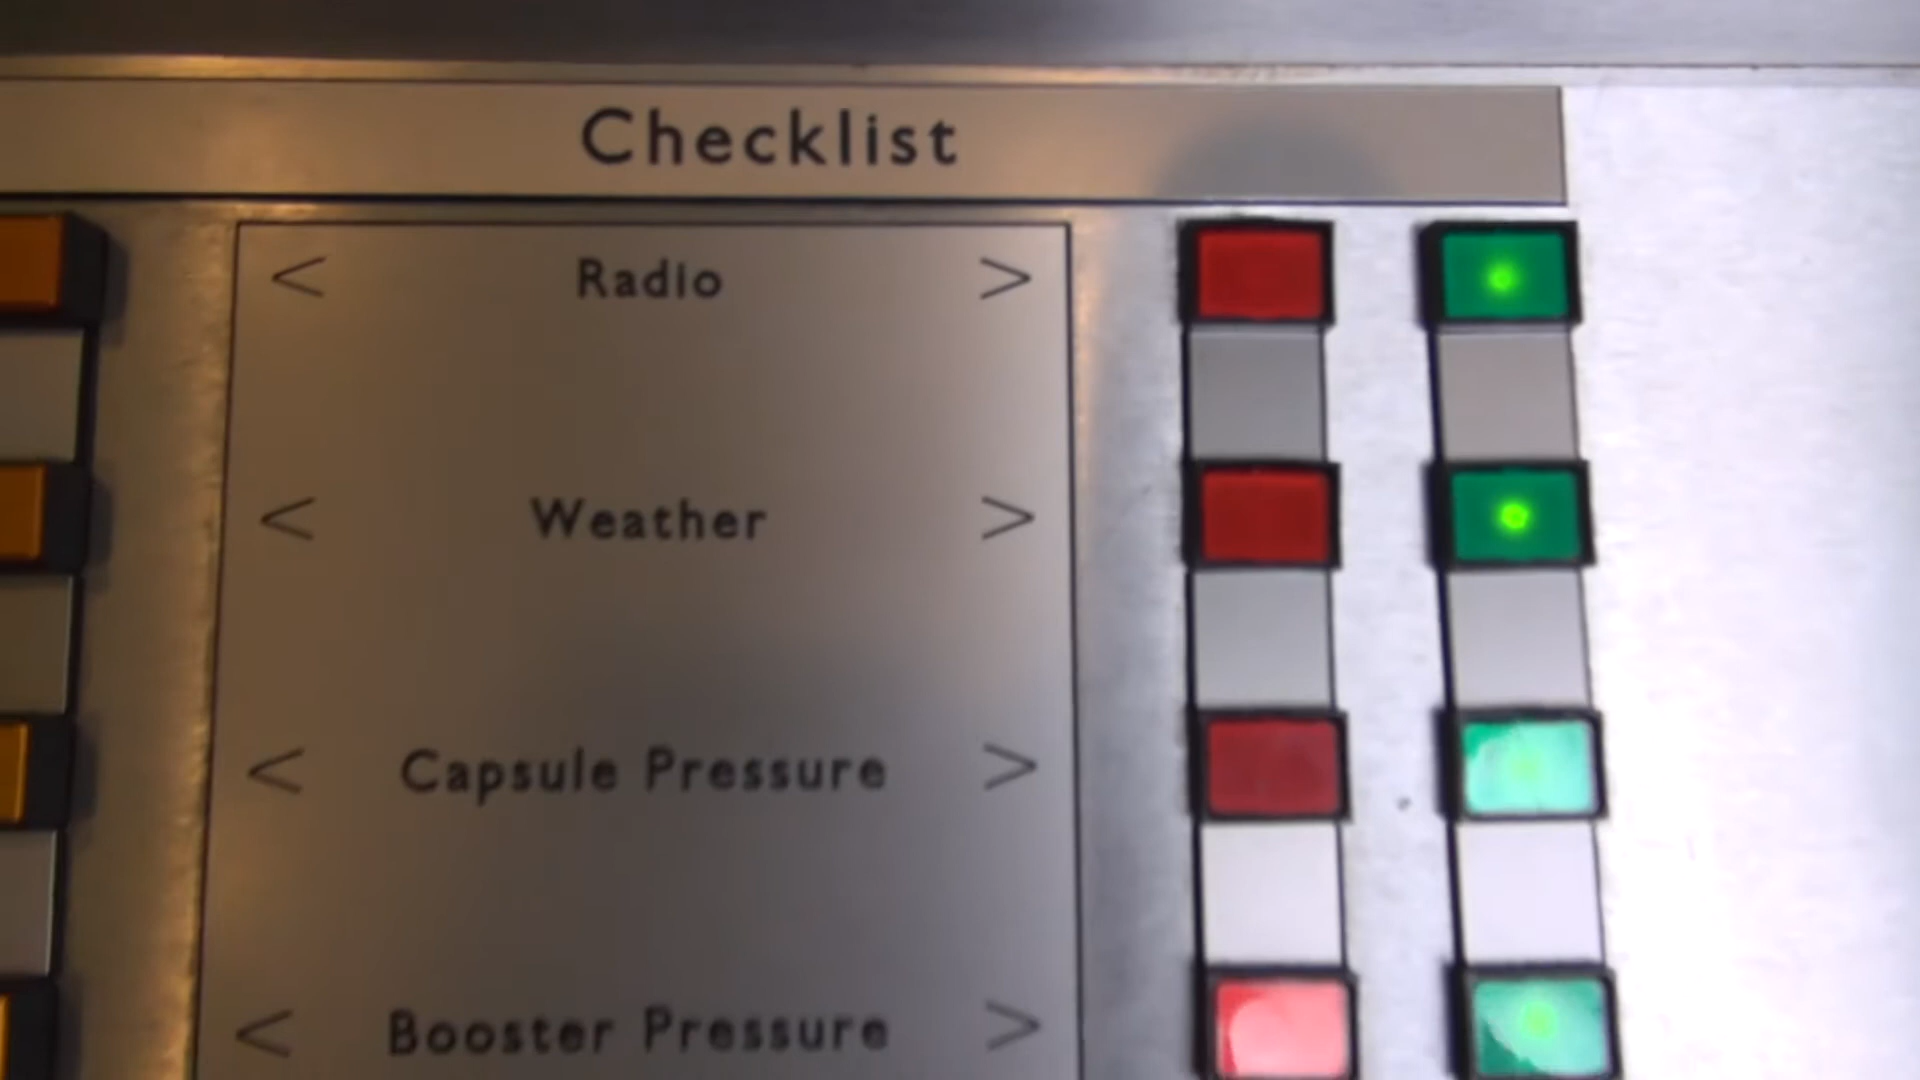 Checklist
< Radio >
< Weather >
< Capsule Pressure >
< Booster Pressure >